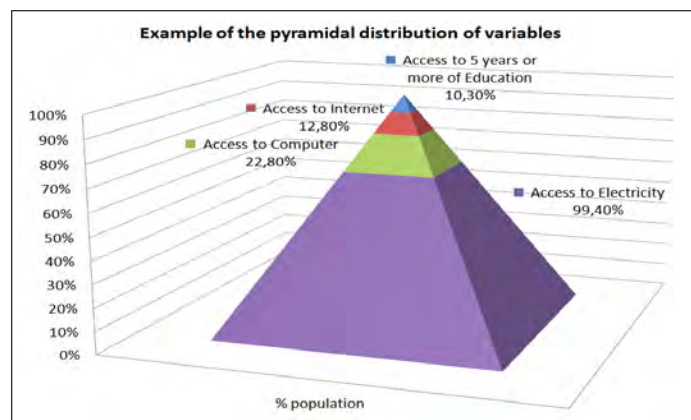 Example of the pyramidal distribution of variables
Access to 5 years or
more of Education
10,30%
Access to Internet
12,80%
Access to Computer
22,80%
Access to Electricity
99,40%
100%
90%
80%
70%
60%
50%
40%
30%
20%
10%
0%
% population